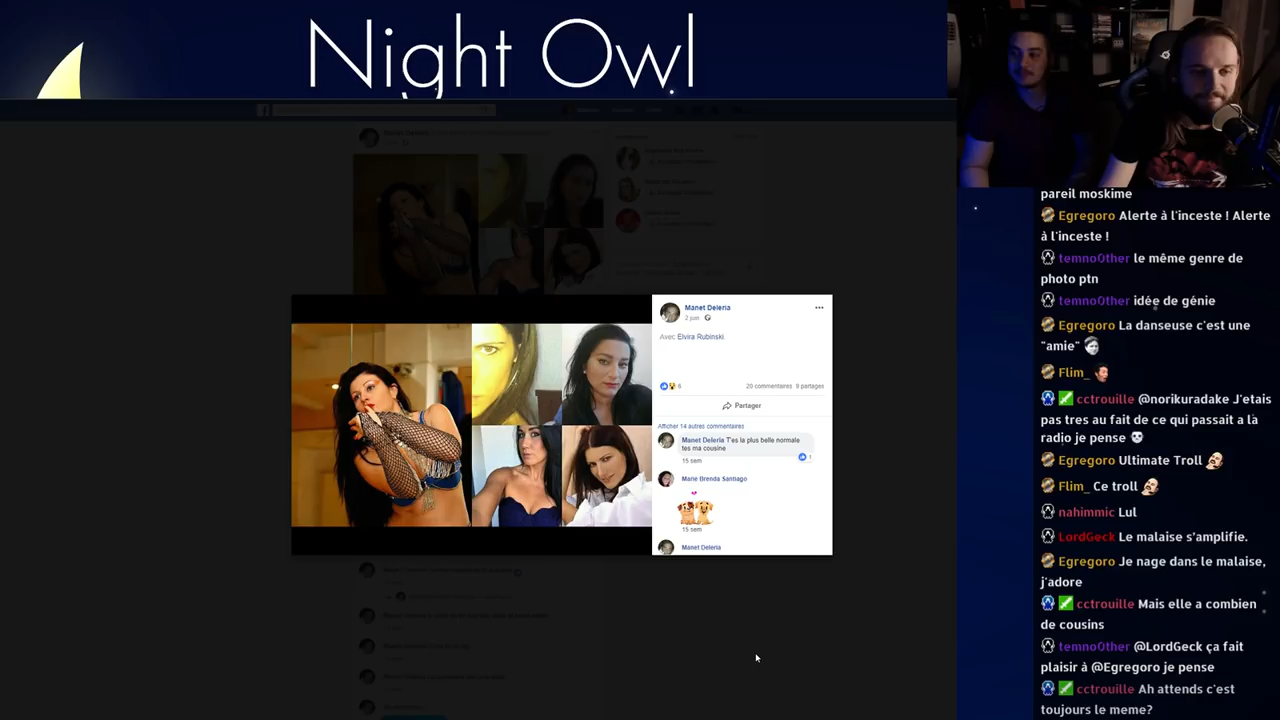 Night Owl
Manet Deleria
2 juin
Avec Elvira Rubinski
6
20 commentaires 9 partages
Partager
Afficher 14 autres commentaires
Manet Deleria T'es la plus belle normale
tes ma cousine
1
15 sem
Marie Brenda Santiago
15 sem
Manet Deleria
pareil moskime
Egregoro Alerte à l'inceste ! Alerte
à l'inceste !
temnoOther le même genre de
photo ptn
temnoOther idée de génie
Egregoro La danseuse c'est une
"amie"
Flim_
cctrouille @norikuradake J'etais
pas tres au fait de ce qui passait a la
radio je pense
Egregoro Ultimate Troll
Flim_ Ce troll
nahimmic Lul
LordGeck Le malaise s'amplifie.
Egregoro Je nage dans le malaise,
j'adore
cctrouille Mais elle a combien
de cousins
temnoOther @LordGeck ça fait
plaisir à @Egregoro je pense
cctrouille Ah attends c'est
toujours le meme?